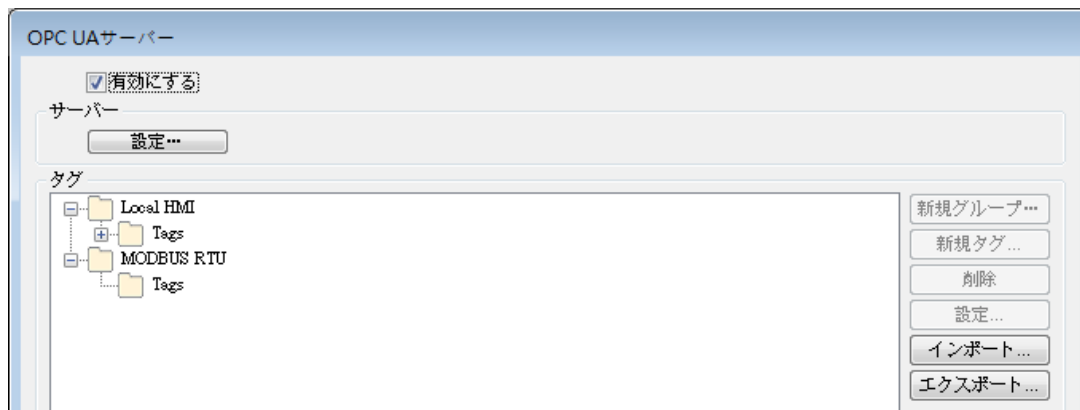 OPC UAサーバー
有効にする
サーバー
設定…
タグ
Local HMI
Tags
MODBUS RTU
Tags
新規グループ…
新規タグ...
削除
設定...
インポート...
エクスポート...